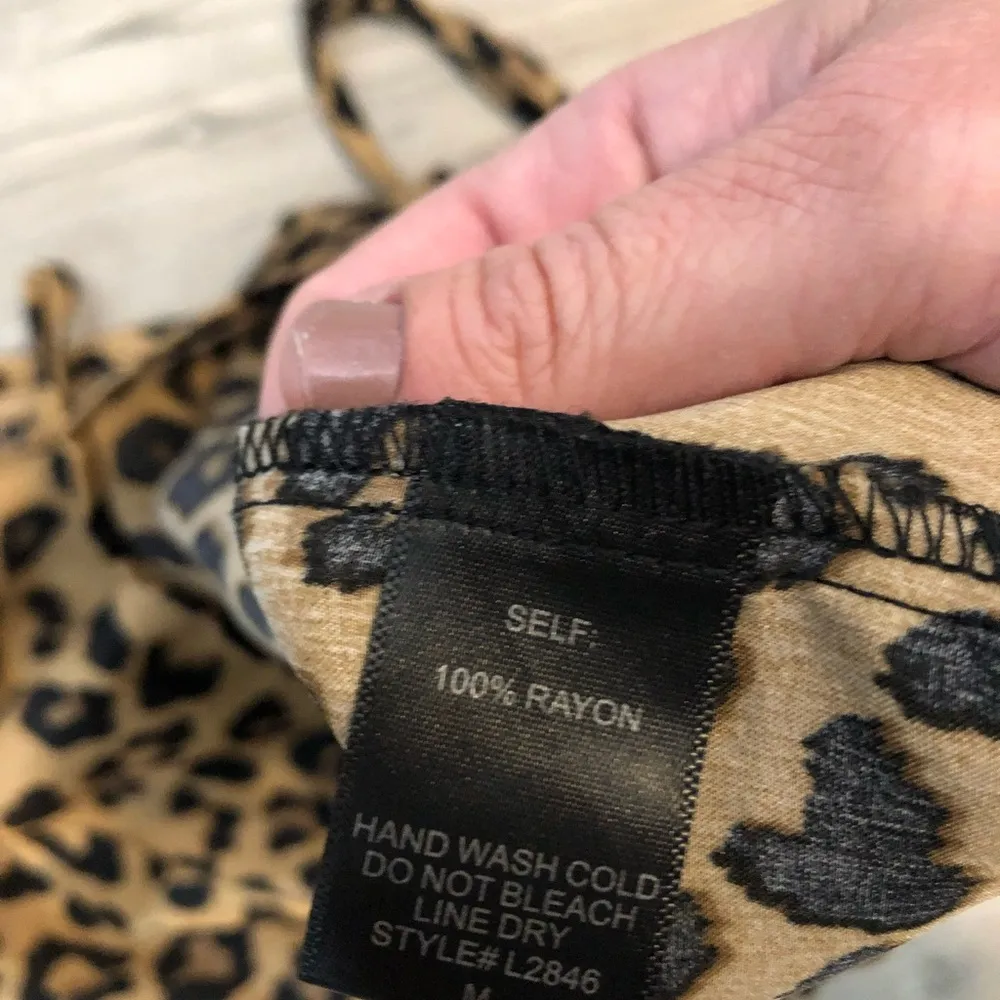 SELF:
100% RAYON
HAND WASH COLD
DO NOT BLEACH
LINE DRY
STYLE# L2846
M